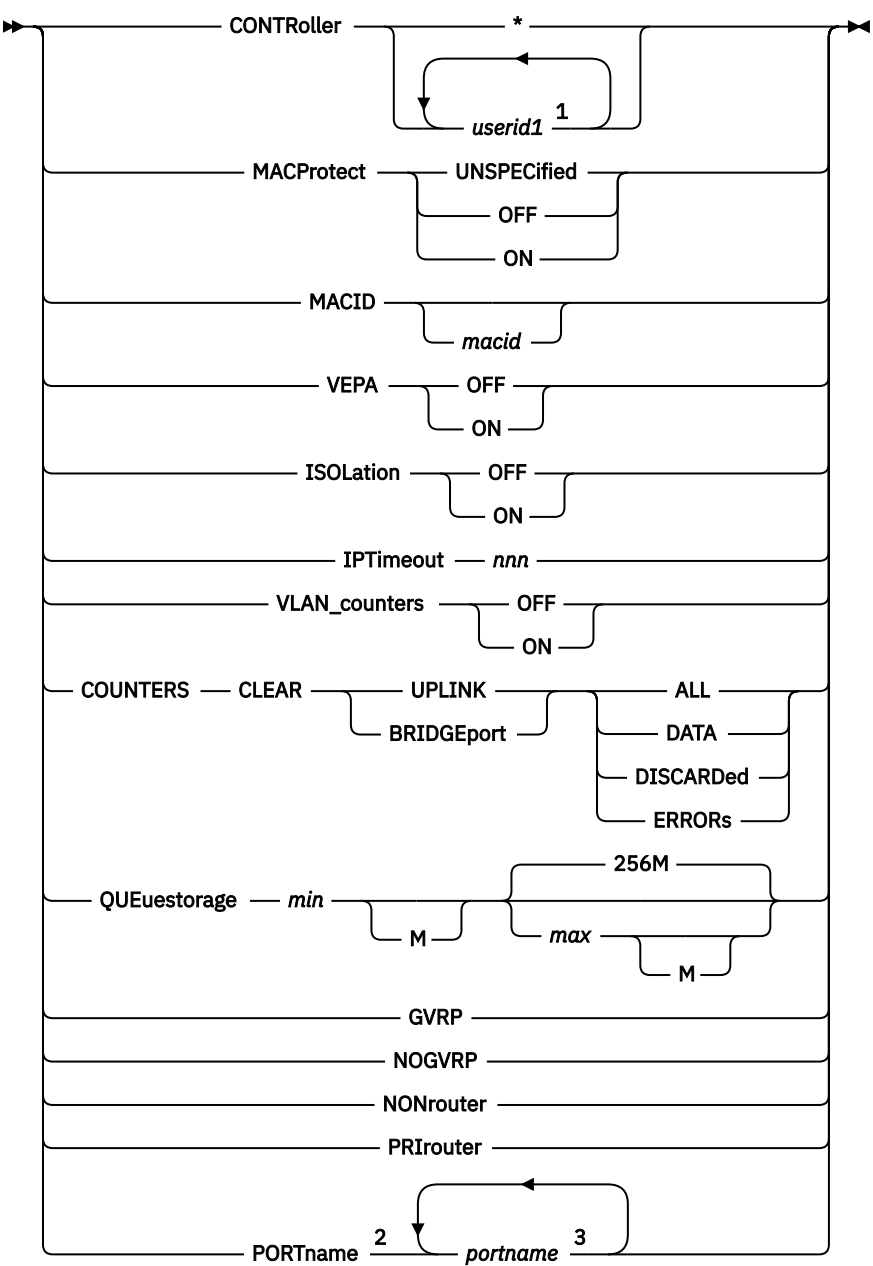 CONTRoller *
userid1 1
MACProtect UNSPECified
OFF
ON
MACID
macid
VEPA OFF
ON
ISOLation OFF
ON
IPTimeout nnn
VLAN_counters OFF
ON
COUNTERS CLEAR UPLINK ALL
BRIDGEport DATA
DISCARDed
ERRORs
256M
QUEuestorage min
M max
M
GVRP
NOGVRP
NONrouter
PRIrouter
PORTname 2 portname 3